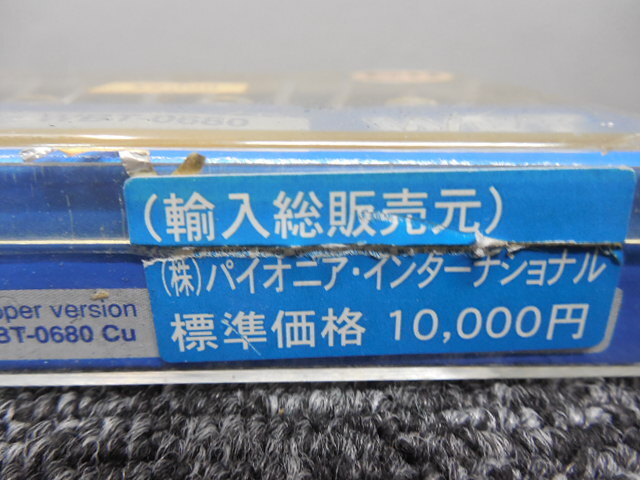 (輸入総販売元)
(株)パイオニア・インターナショナル
標準価格 10,000円
pper version
BT-0680 Cu